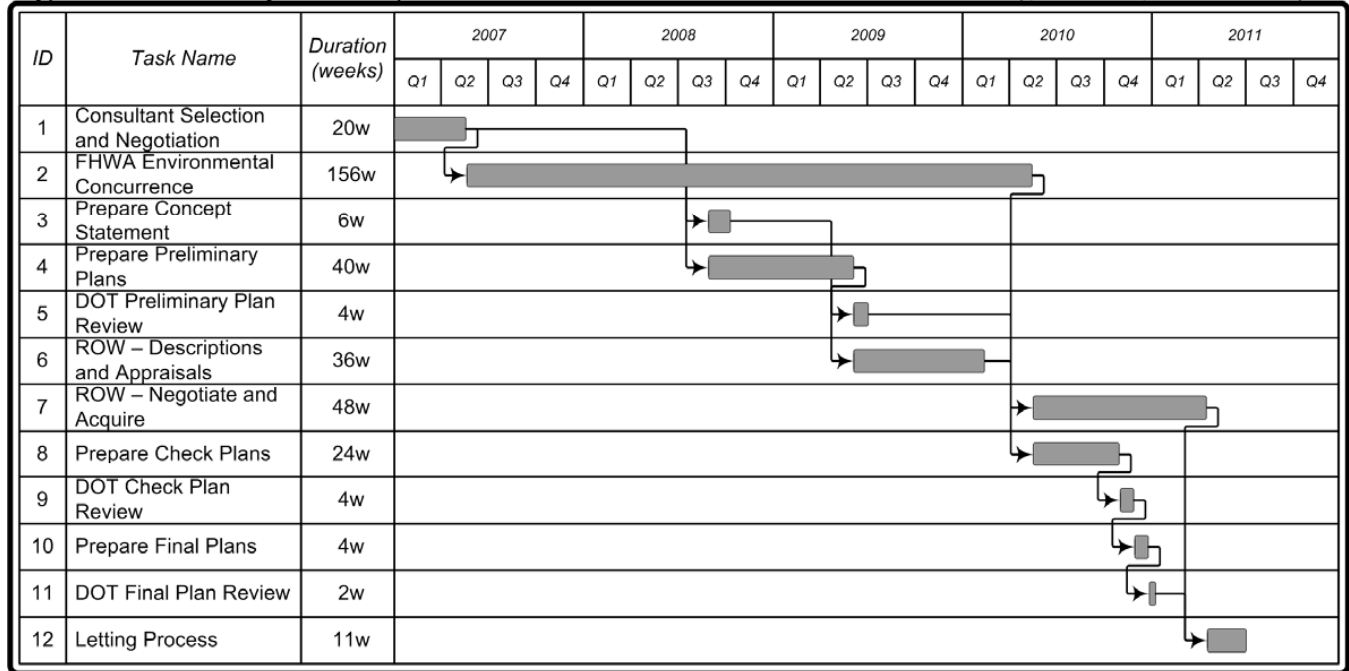 ID Task Name Duration (weeks) 2007 2008 2009 2010 2011
Q1 Q2 Q3 Q4 Q1 Q2 Q3 Q4 Q1 Q2 Q3 Q4 Q1 Q2 Q3 Q4 Q1 Q2 Q3 Q4
1 Consultant Selection and Negotiation 20w
2 FHWA Environmental Concurrence 156w
3 Prepare Concept Statement 6w
4 Prepare Preliminary Plans 40w
5 DOT Preliminary Plan Review 4w
6 ROW – Descriptions and Appraisals 36w
7 ROW – Negotiate and Acquire 48w
8 Prepare Check Plans 24w
9 DOT Check Plan Review 4w
10 Prepare Final Plans 4w
11 DOT Final Plan Review 2w
12 Letting Process 11w